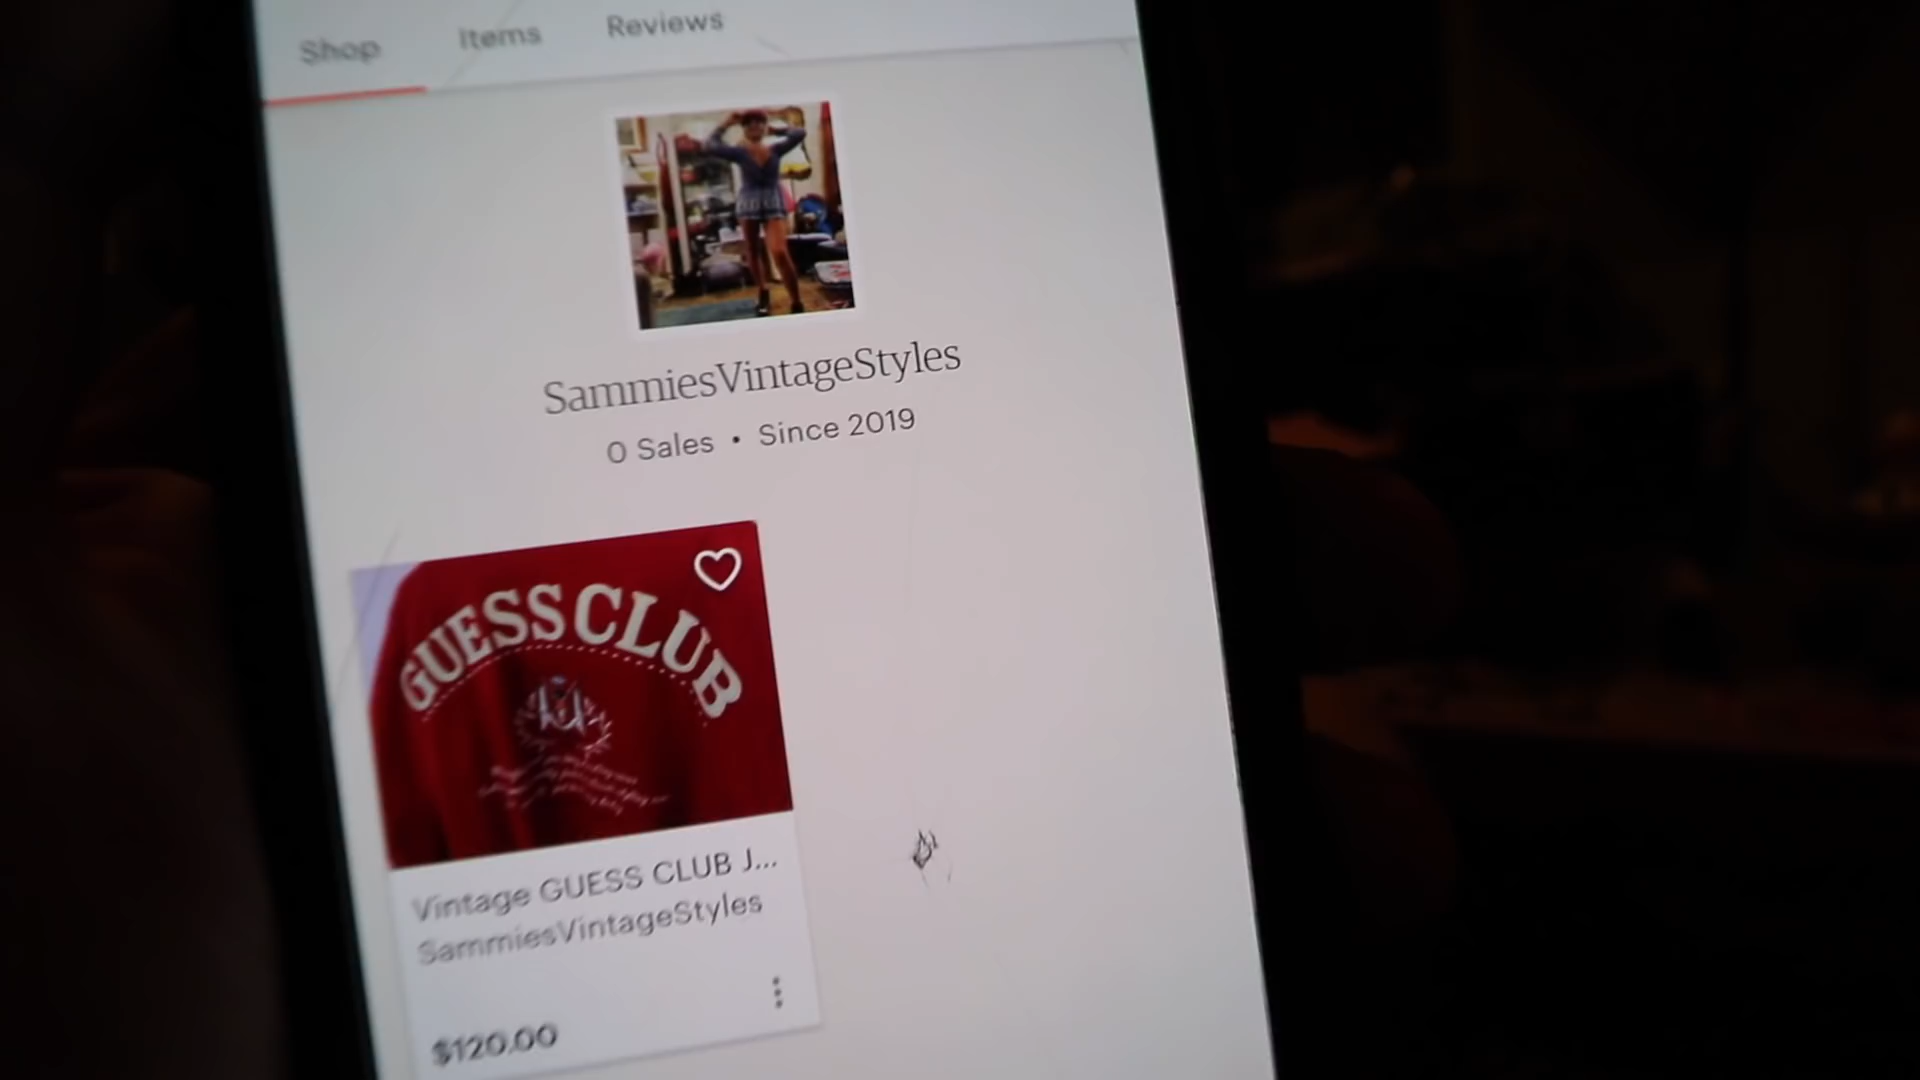 Shop
Items
Reviews
SammiesVintageStyles
0 Sales • Since 2019
GUESS CLUB
Vintage GUESS CLUB J...
SammiesVintageStyles
$120.00